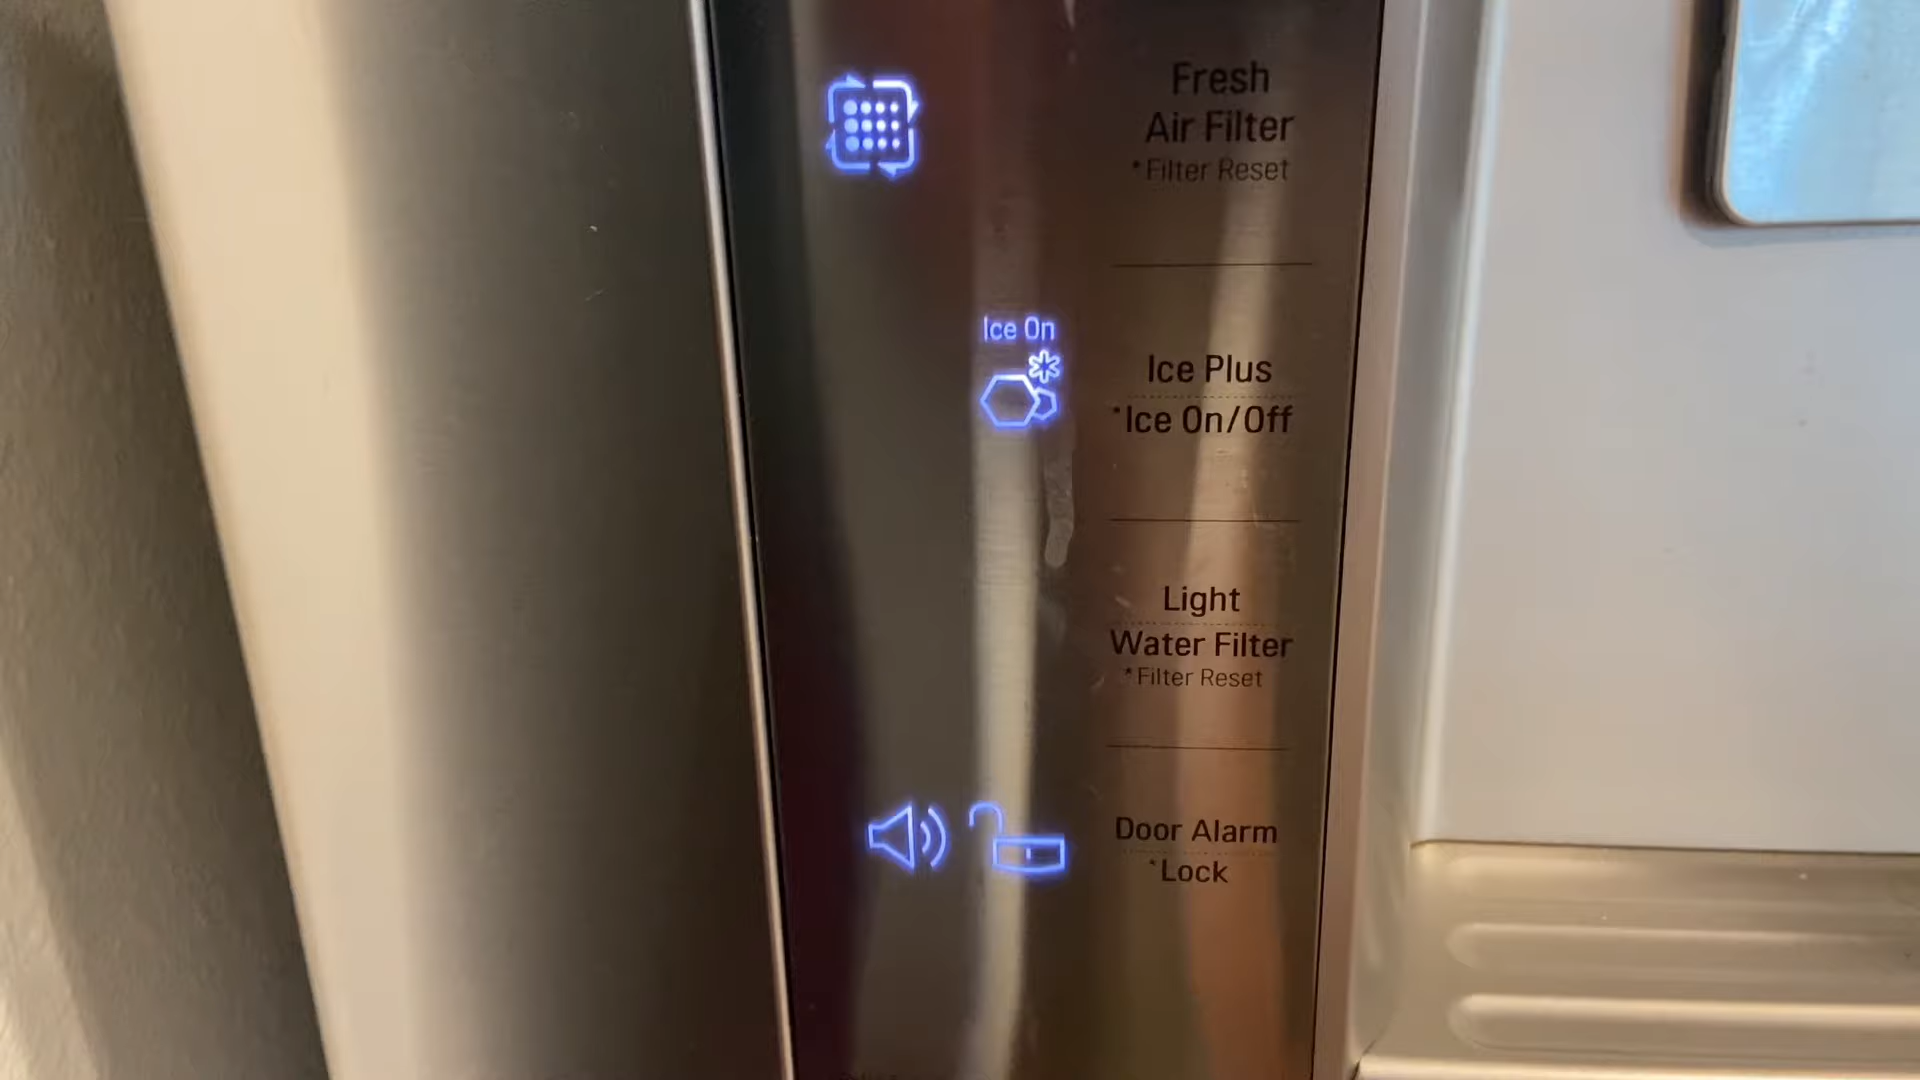 Fresh
Air Filter
*Filter Reset
Ice On
Ice Plus
*Ice On/Off
Light
Water Filter
*Filter Reset
Door Alarm
*Lock